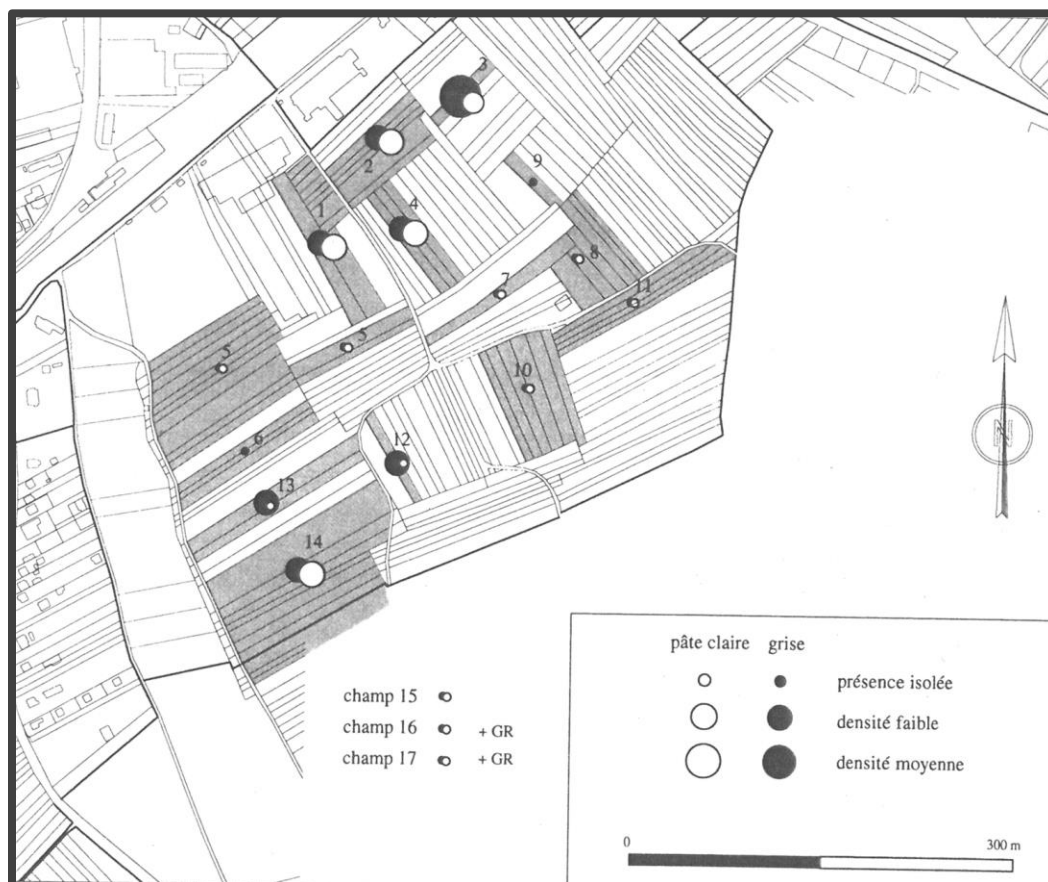 3
2
9
1
4
8
7
11
5
5
10
6
12
13
14
N
champ 15
champ 16 + GR
champ 17 + GR
pâte claire grise
présence isolée
densité faible
densité moyenne
0 300 m